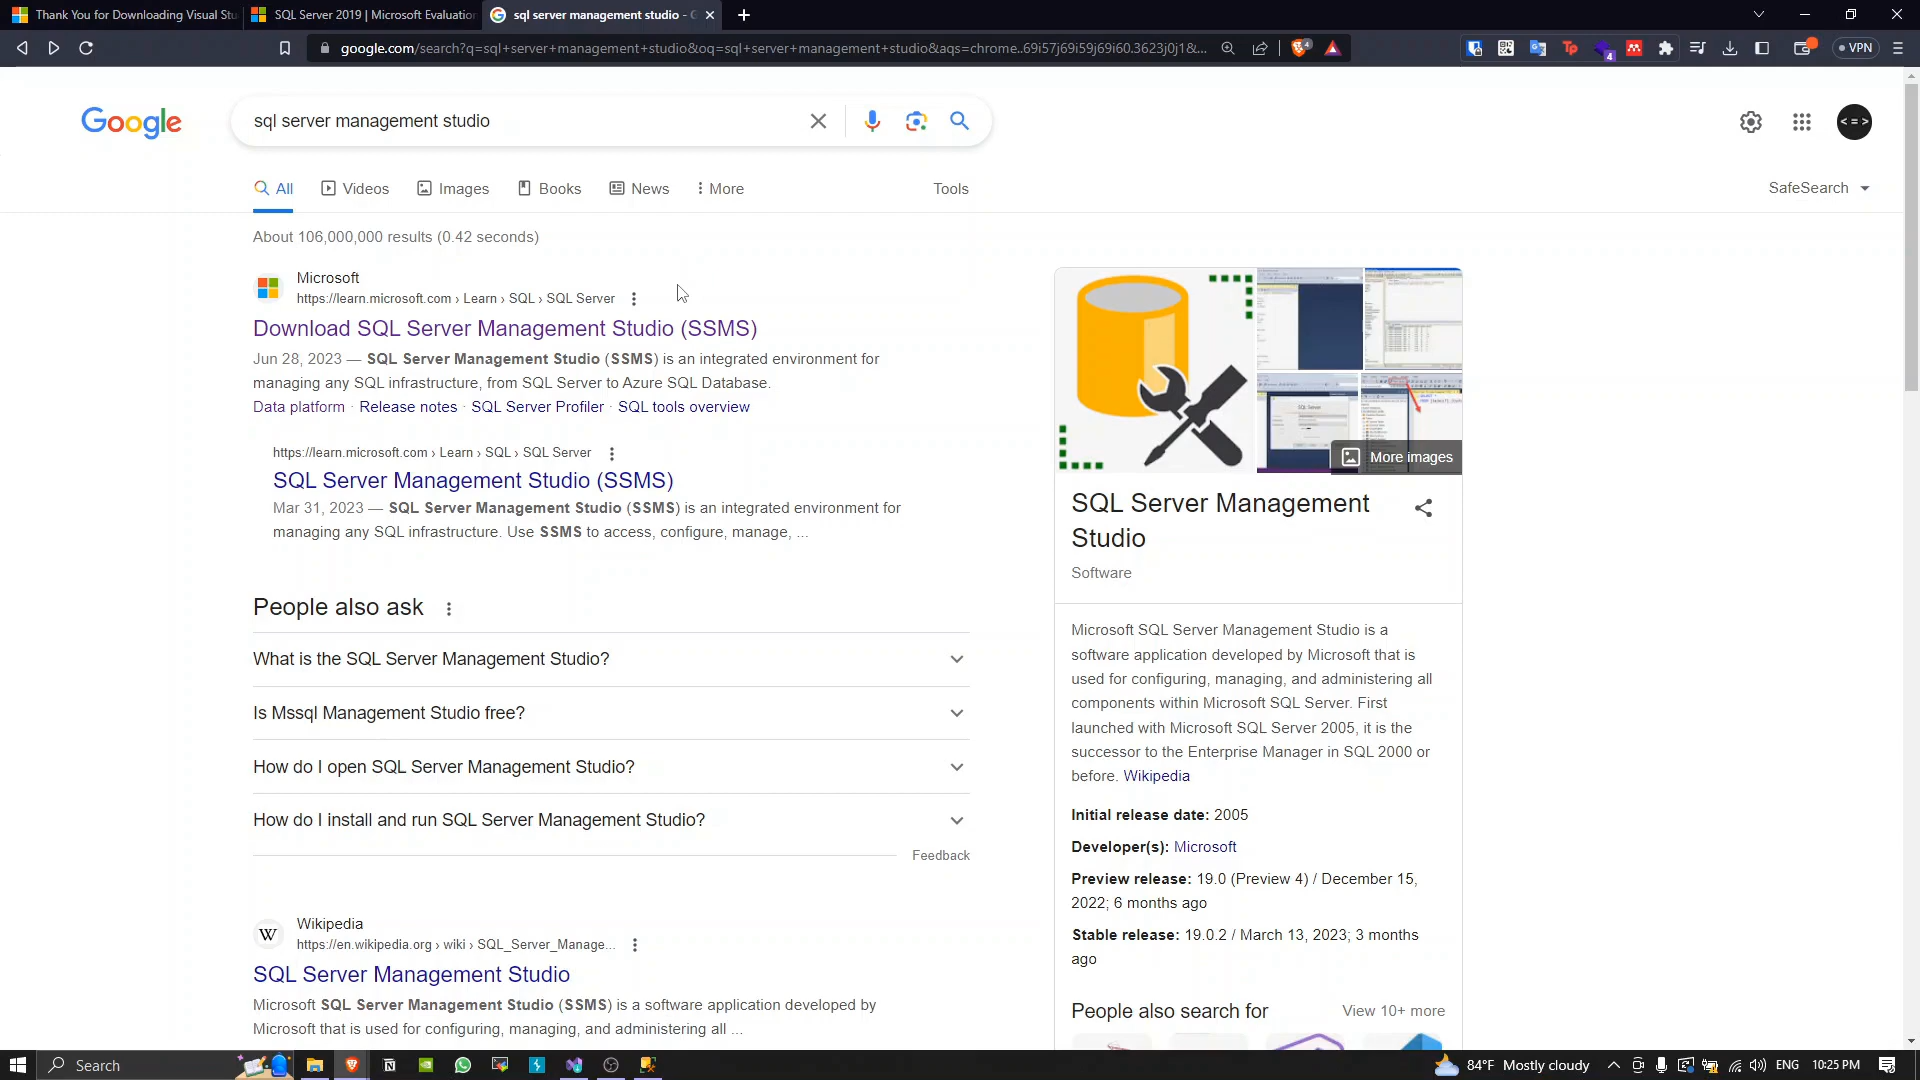 Thank You for Downloading Visual Stu
SQL Server 2019 | Microsoft Evaluation
sql server management studio - G
google.com/search?q=sql+server+management+studio&oq=sql+server+management+studio&aqs=chrome..69i57j69i59j69i60.3623j0j1&...
4
Tp
4
VPN
Google
sql server management studio
< = >
All
Videos
Images
Books
News
More
Tools
SafeSearch
About 106,000,000 results (0.42 seconds)
Microsoft
https://learn.microsoft.com › Learn › SQL › SQL Server
Download SQL Server Management Studio (SSMS)
Jun 28, 2023 — SQL Server Management Studio (SSMS) is an integrated environment for
managing any SQL infrastructure, from SQL Server to Azure SQL Database.
Data platform · Release notes · SQL Server Profiler · SQL tools overview
https://learn.microsoft.com › Learn › SQL › SQL Server
SQL Server Management Studio (SSMS)
Mar 31, 2023 — SQL Server Management Studio (SSMS) is an integrated environment for
managing any SQL infrastructure. Use SSMS to access, configure, manage, ...
People also ask
What is the SQL Server Management Studio?
Is Mssql Management Studio free?
How do I open SQL Server Management Studio?
How do I install and run SQL Server Management Studio?
Feedback
W
Wikipedia
https://en.wikipedia.org › wiki › SQL_Server_Manage...
SQL Server Management Studio
Microsoft SQL Server Management Studio (SSMS) is a software application developed by
Microsoft that is used for configuring, managing, and administering all ...
More images
SQL Server Management
Studio
Software
Microsoft SQL Server Management Studio is a
software application developed by Microsoft that is
used for configuring, managing, and administering all
components within Microsoft SQL Server. First
launched with Microsoft SQL Server 2005, it is the
successor to the Enterprise Manager in SQL 2000 or
before. Wikipedia
Initial release date: 2005
Developer(s): Microsoft
Preview release: 19.0 (Preview 4) / December 15,
2022; 6 months ago
Stable release: 19.0.2 / March 13, 2023; 3 months
ago
People also search for
View 10+ more
Search
84°F Mostly cloudy
ENG
10:25 PM